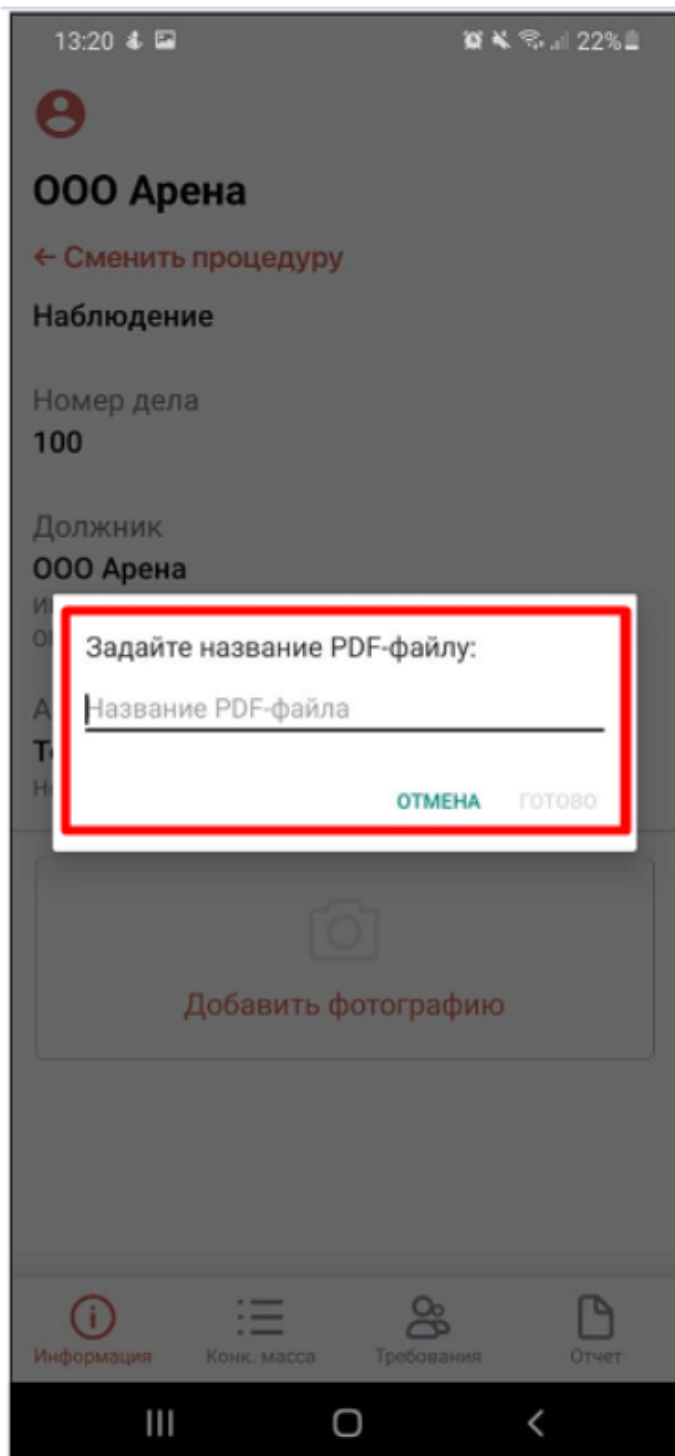 13:20 22%
ООО Арена
← Сменить процедуру
Наблюдение
Номер дела
100
Должник
ООО Арена
Задайте название PDF-файлу:
Название PDF-файла
ОТМЕНА ГОТОВО
Добавить фотографию
Информация Конк. масса Требования Отчет